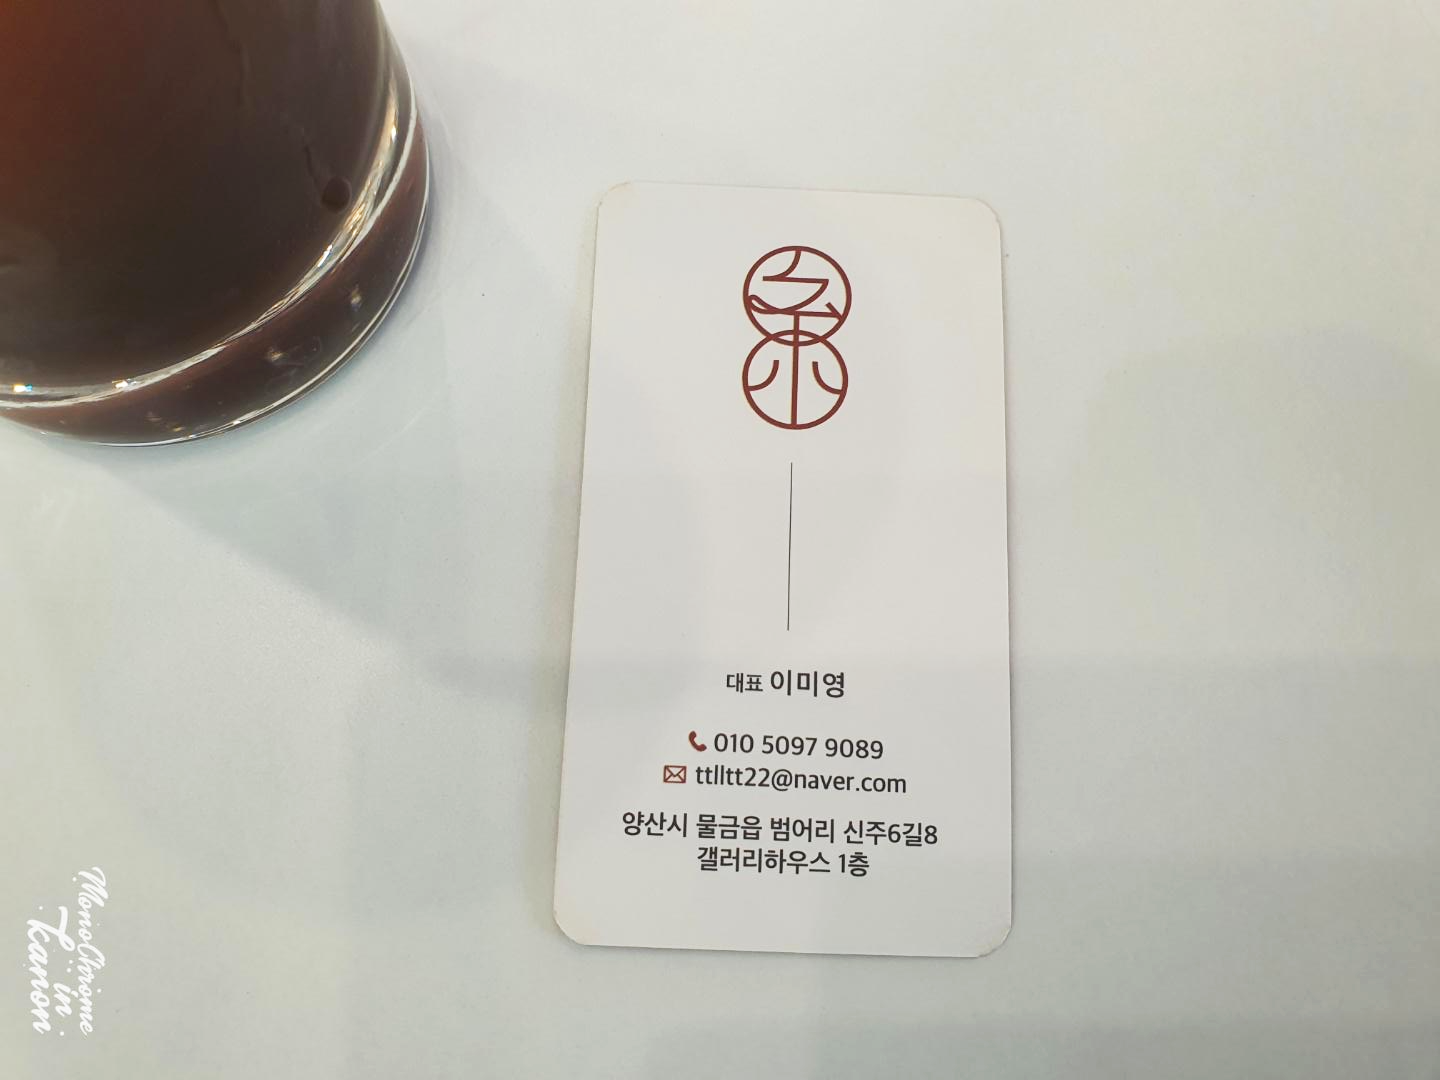 대표 이미영
010 5097 9089
ttlltt22@naver.com
양산시 물금읍 범어리 신주6길8
갤러리하우스 1층
MonoChrome
in
Kanon